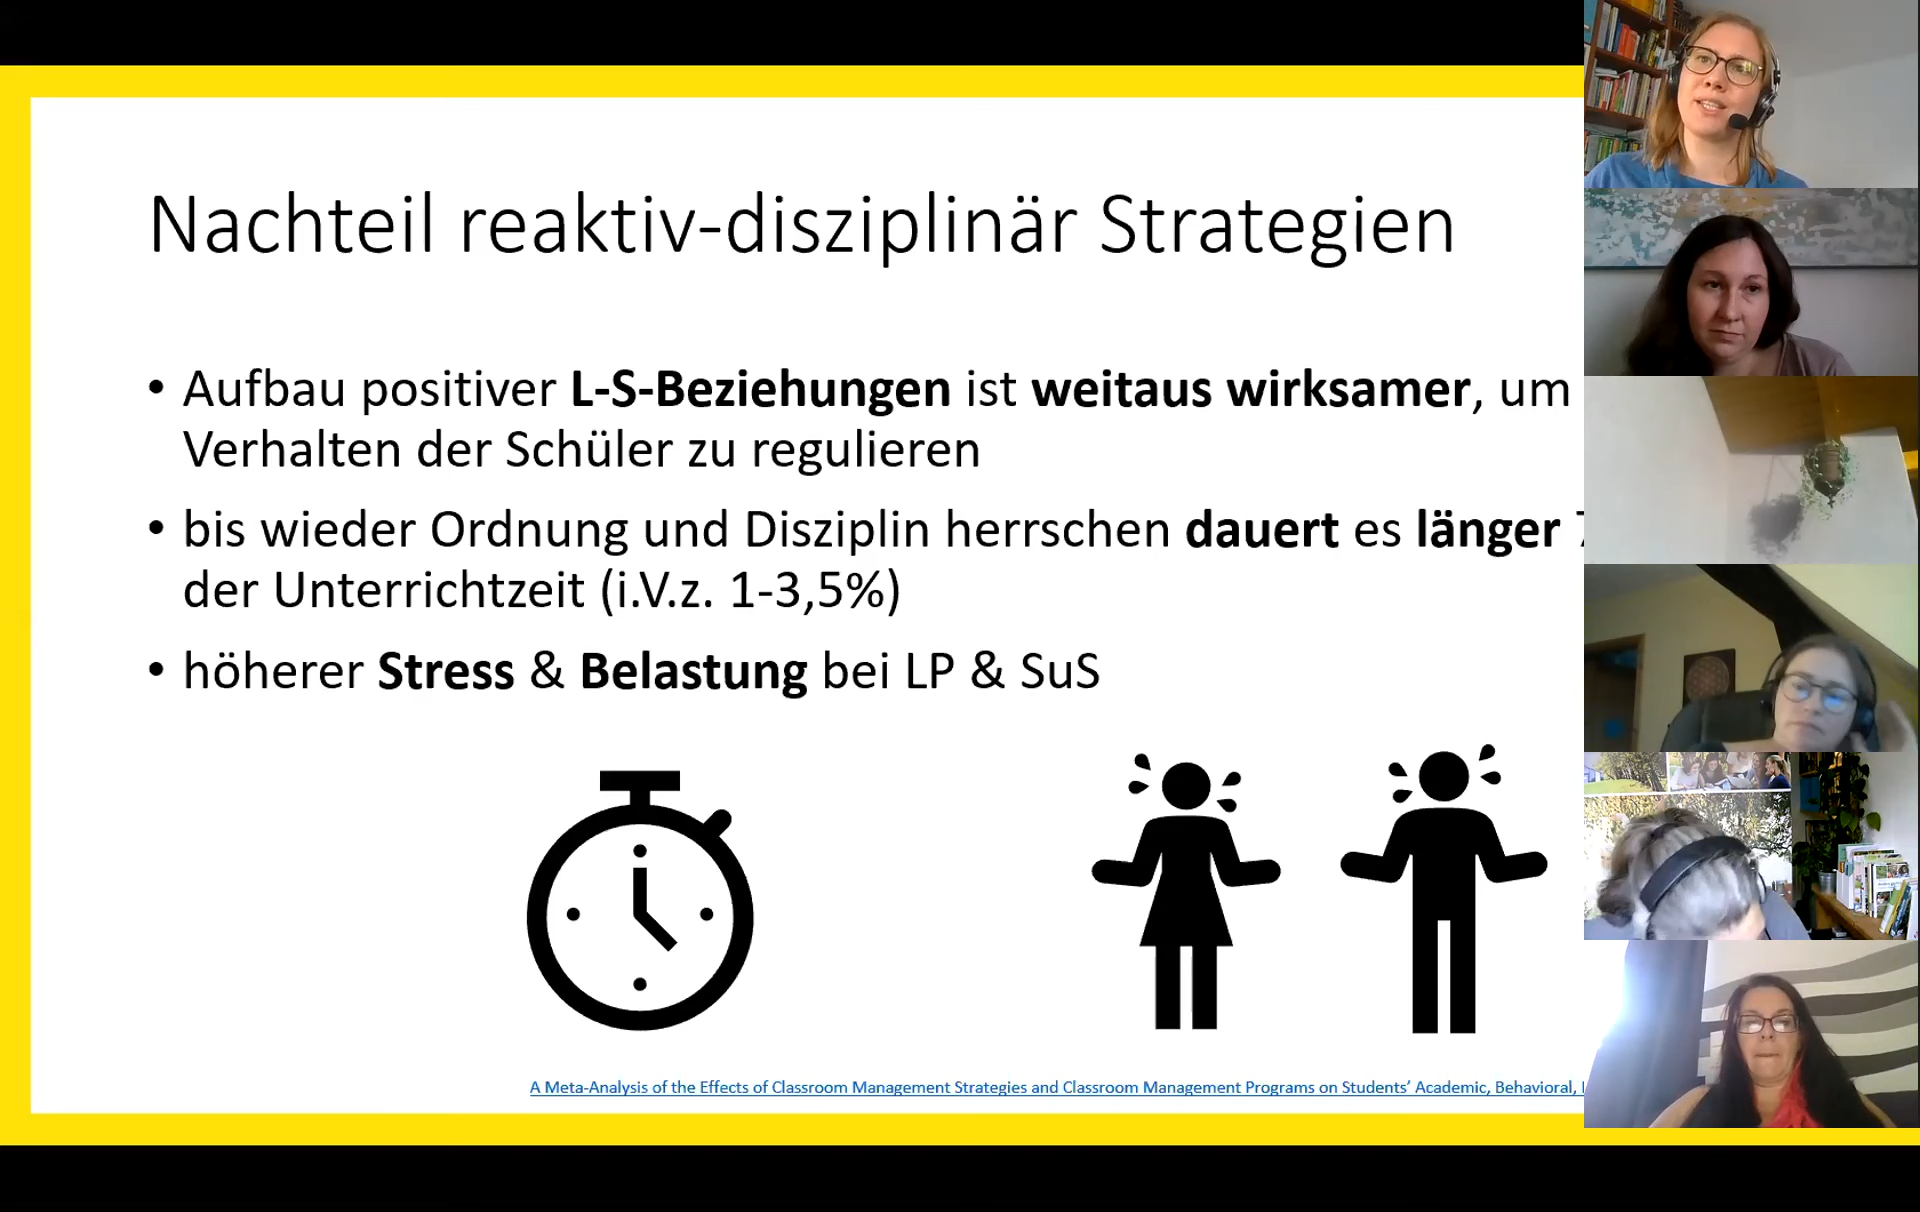 Nachteil reaktiv-disziplinär Strategien
• Aufbau positiver L-S-Beziehungen ist weitaus wirksamer, um
Verhalten der Schüler zu regulieren
• bis wieder Ordnung und Disziplin herrschen dauert es länger
der Unterrichtzeit (i.V.z. 1-3,5%)
• höherer Stress & Belastung bei LP & SuS
A Meta-Analysis of the Effects of Classroom Management Strategies and Classroom Management Programs on Students’ Academic, Behavioral,